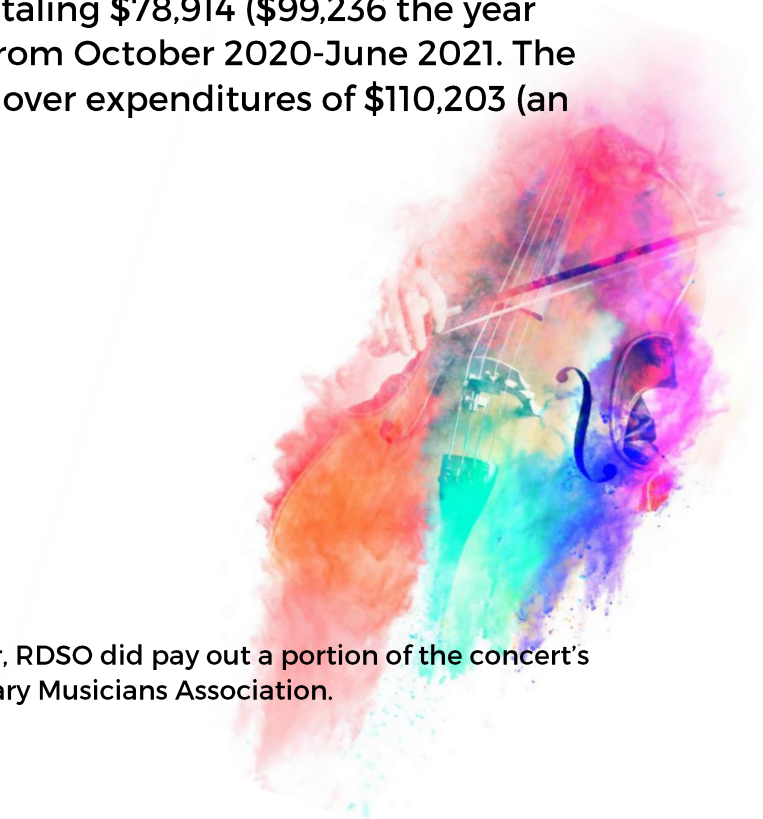 taling $78,914 ($99,236 the year
rom October 2020-June 2021. The
over expenditures of $110,203 (an
, RDSO did pay out a portion of the concert’s
ary Musicians Association.